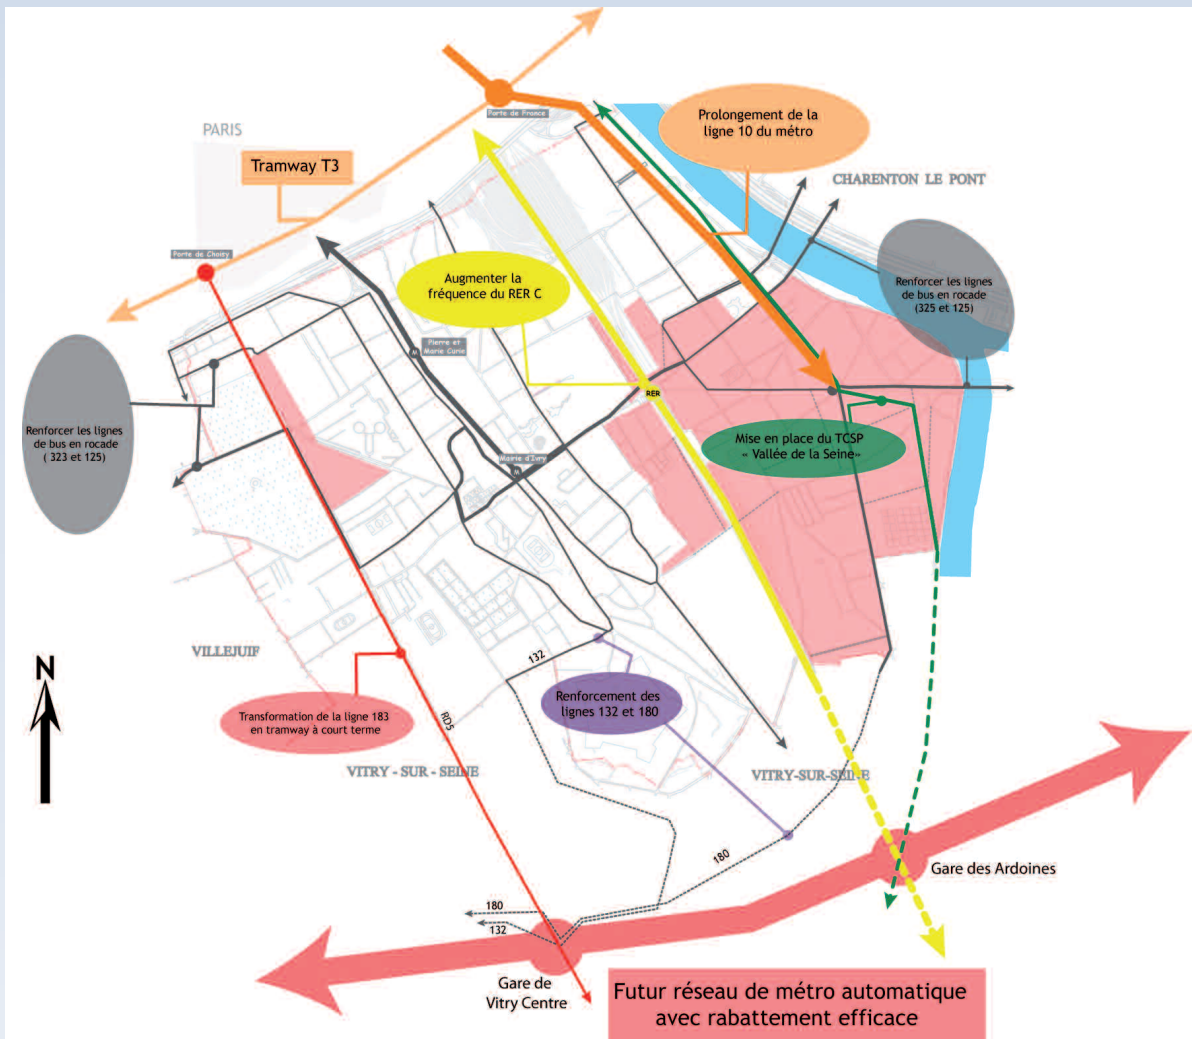 Porte de France
Prolongement de la
ligne 10 du métro
PARIS
Tramway T3
CHARENTON LE PONT
Porte de Choisy
Augmenter la
fréquence du RER C
Renforcer les lignes
de bus en rocade
(325 et 125)
Pierre et
Marie Curie
M
RER
Renforcer les lignes
de bus en rocade
( 323 et 125)
Mise en place du TCSP
« Vallée de la Seine»
Mairie d'Ivry
M
VILLEJUIF
132
N
Renforcement des
lignes 132 et 180
Transformation de la ligne 183
en tramway à court terme
RD5
VITRY - SUR - SEINE
VITRY-SUR-SEINE
180
Gare des Ardoines
180
132
Gare de
Vitry Centre
Futur réseau de métro automatique
avec rabattement efficace